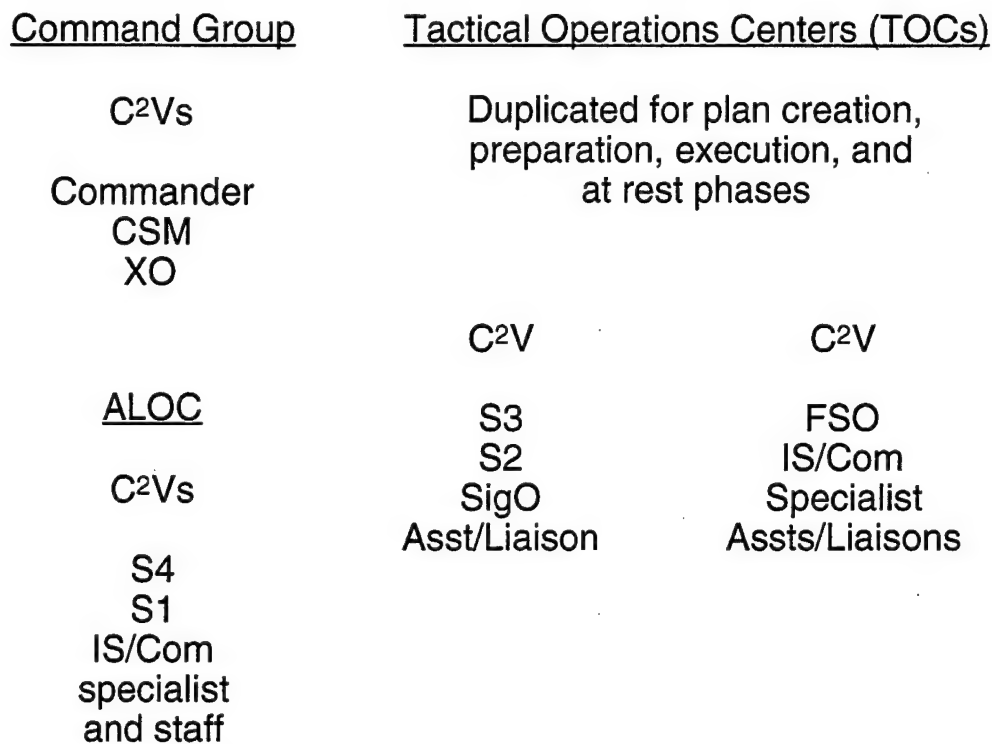 Command Group
C²Vs
Commander
CSM
XO
ALOC
C²Vs
S4
S1
IS/Com
specialist
and staff
Tactical Operations Centers (TOCs)
Duplicated for plan creation,
preparation, execution, and
at rest phases
C²V
S3
S2
SigO
Asst/Liaison
C²V
FSO
IS/Com
Specialist
Assts/Liaisons